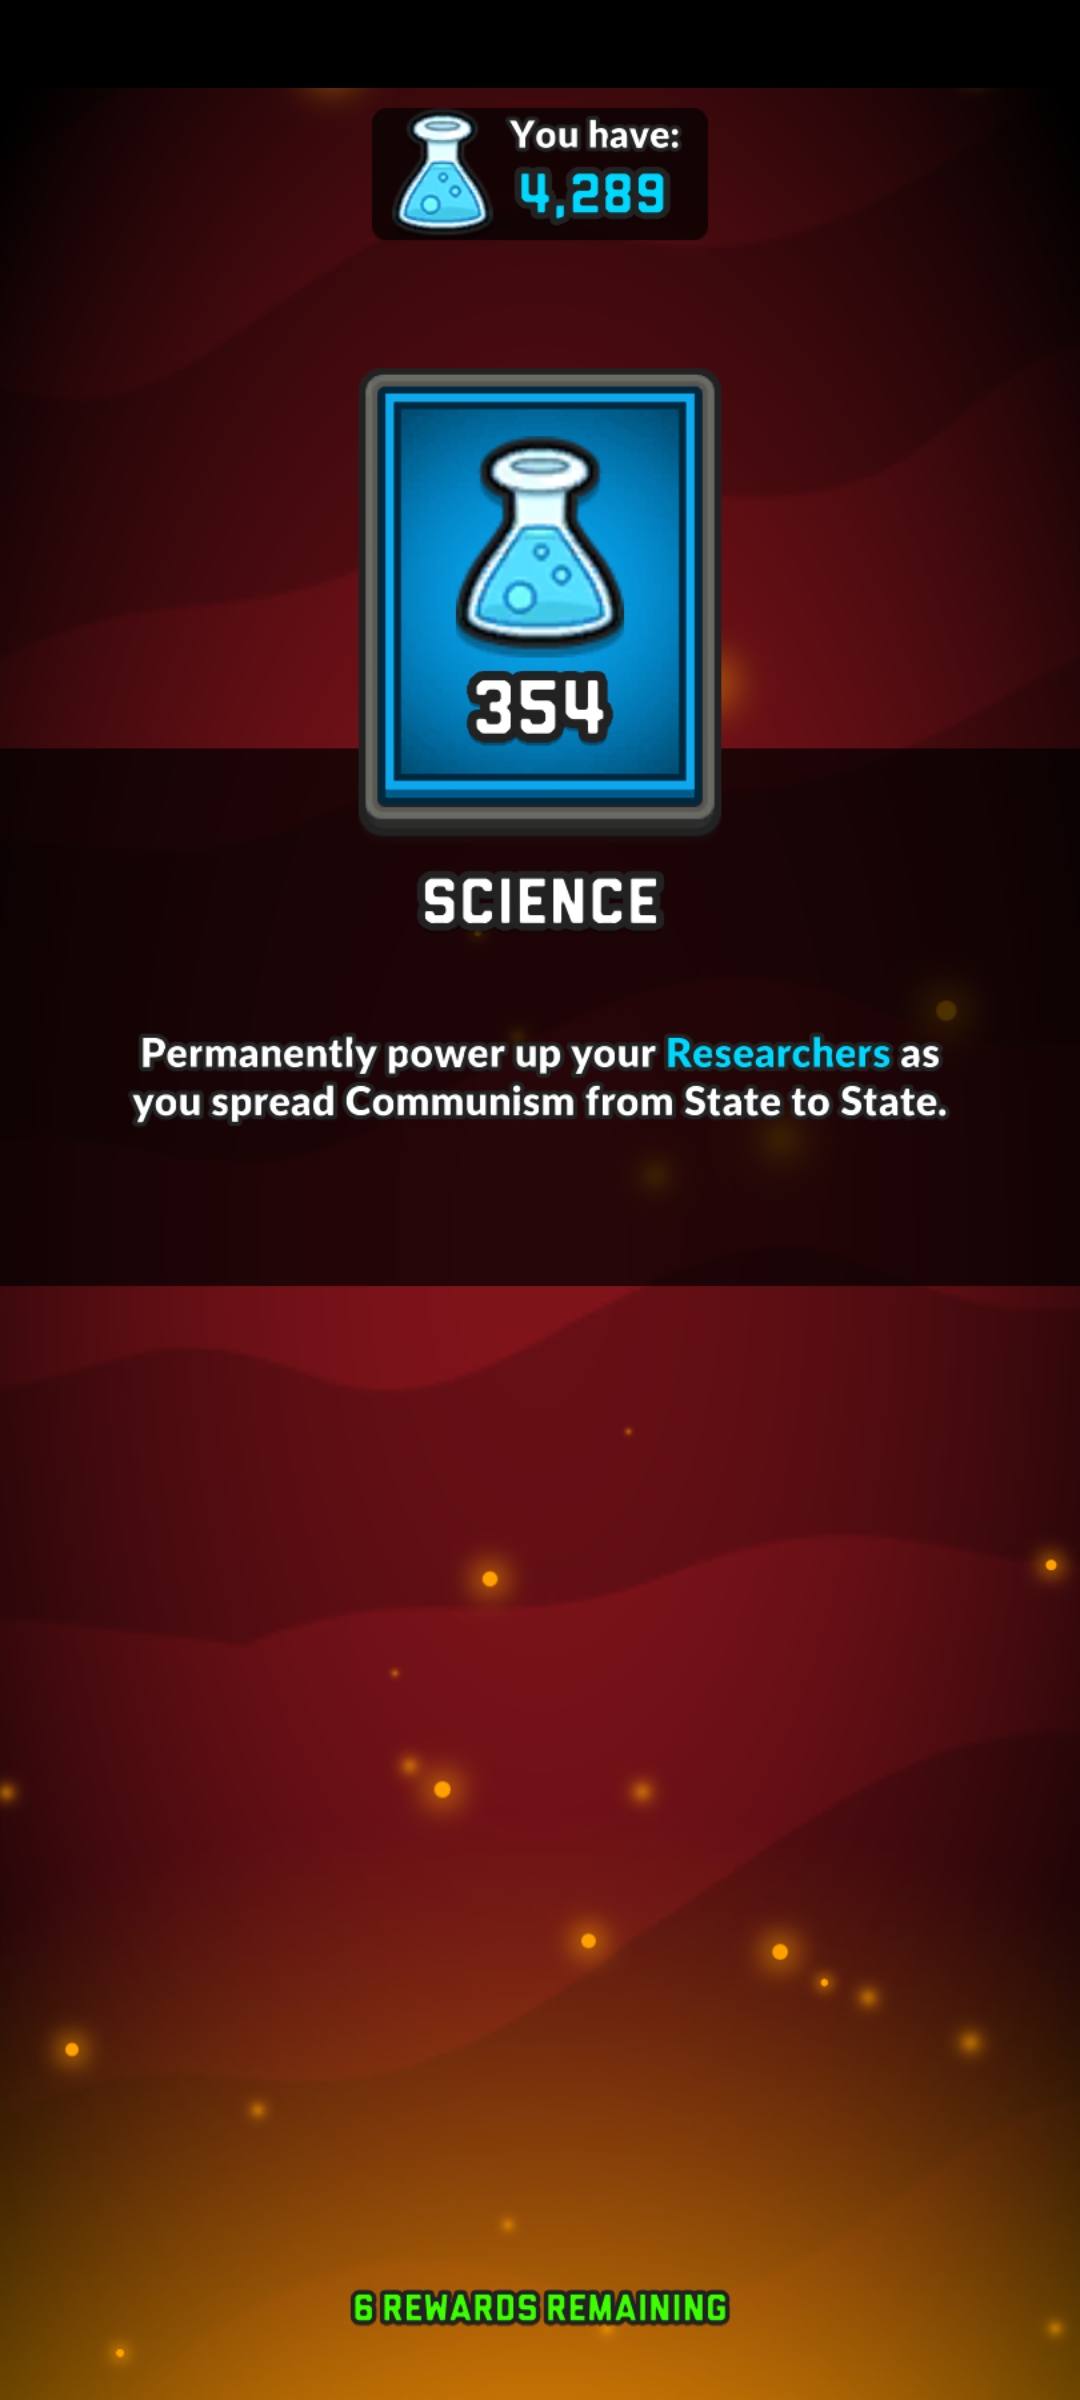 You have:
4,289
354
SCIENCE
Permanently power up your Researchers as
you spread Communism from State to State.
6 REWARDS REMAINING